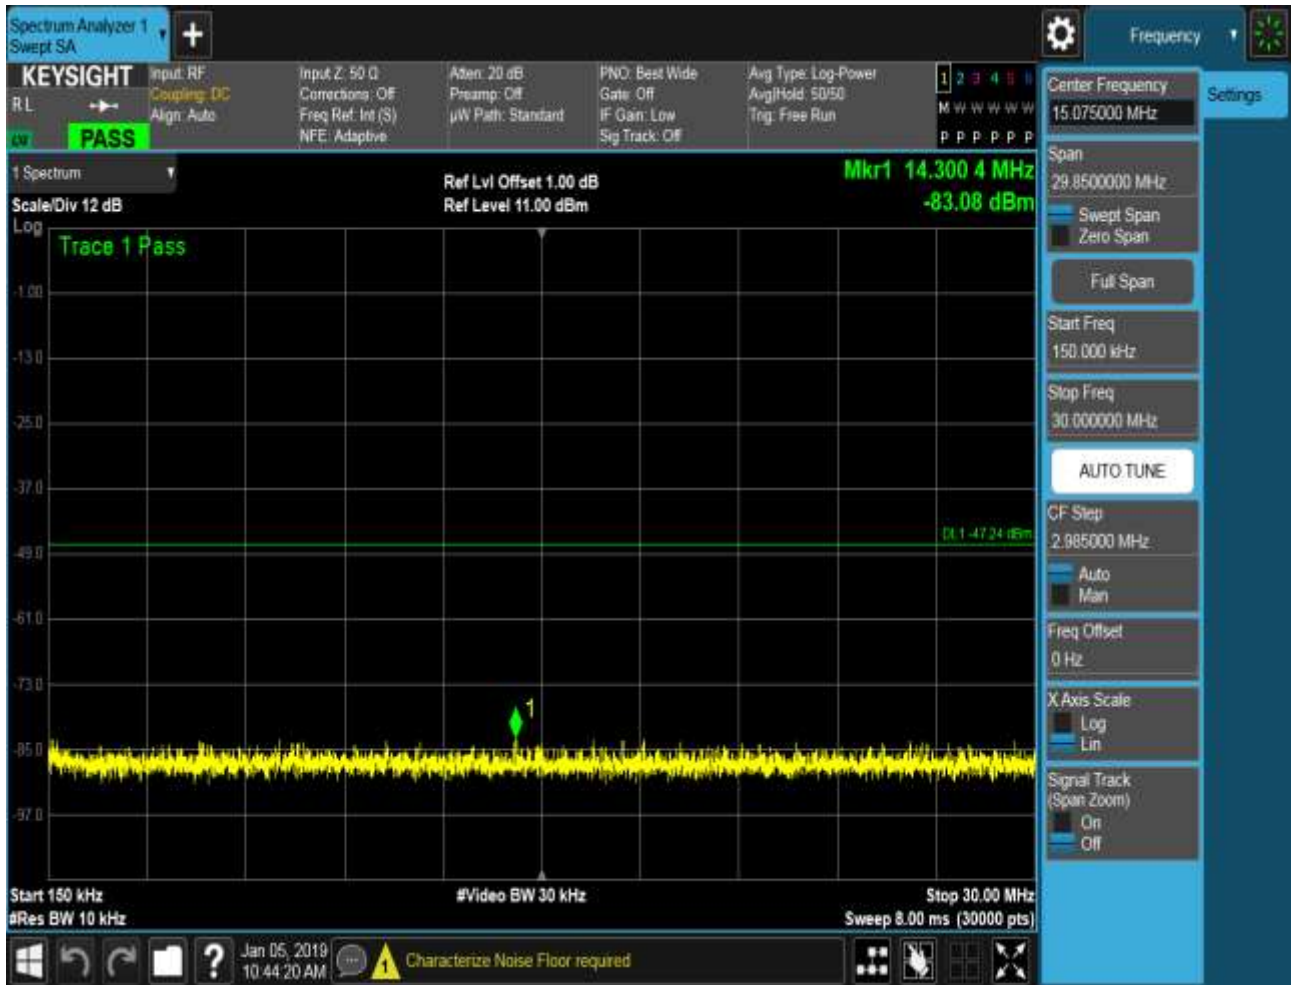 Spectrum Analyzer 1
Swept SA
Frequency
KEYSIGHT
RL
PASS
Input: RF
Coupling: DC
Align: Auto
Input Z: 50 Ω
Corrections: Off
Freq Ref: Int (S)
NFE: Adaptive
Atten: 20 dB
Preamp: Off
µW Path: Standard
PNO: Best Wide
Gate: Off
IF Gain: Low
Sig Track: Off
Avg Type: Log-Power
Avg|Hold: 50/50
Trig: Free Run
1 2 3 4 5 6
M W W W W W
P P P P P P
1 Spectrum
Scale/Div 12 dB
Ref Lvl Offset 1.00 dB
Ref Level 11.00 dBm
Mkr1 14.300 4 MHz
-83.08 dBm
Log
Trace 1 Pass
-1.00
-13.0
-25.0
-37.0
DL1 -47.24 dBm
-49.0
-61.0
-73.0
1
-85.0
-97.0
Start 150 kHz
#Video BW 30 kHz
Stop 30.00 MHz
#Res BW 10 kHz
Sweep 8.00 ms (30000 pts)
Jan 05, 2019
10:44:20 AM
1
Characterize Noise Floor required
Center Frequency
15.075000 MHz
Settings
Span
29.8500000 MHz
Swept Span
Zero Span
Full Span
Start Freq
150.000 kHz
Stop Freq
30.000000 MHz
AUTO TUNE
CF Step
2.985000 MHz
Auto
Man
Freq Offset
0 Hz
X Axis Scale
Log
Lin
Signal Track
(Span Zoom)
On
Off